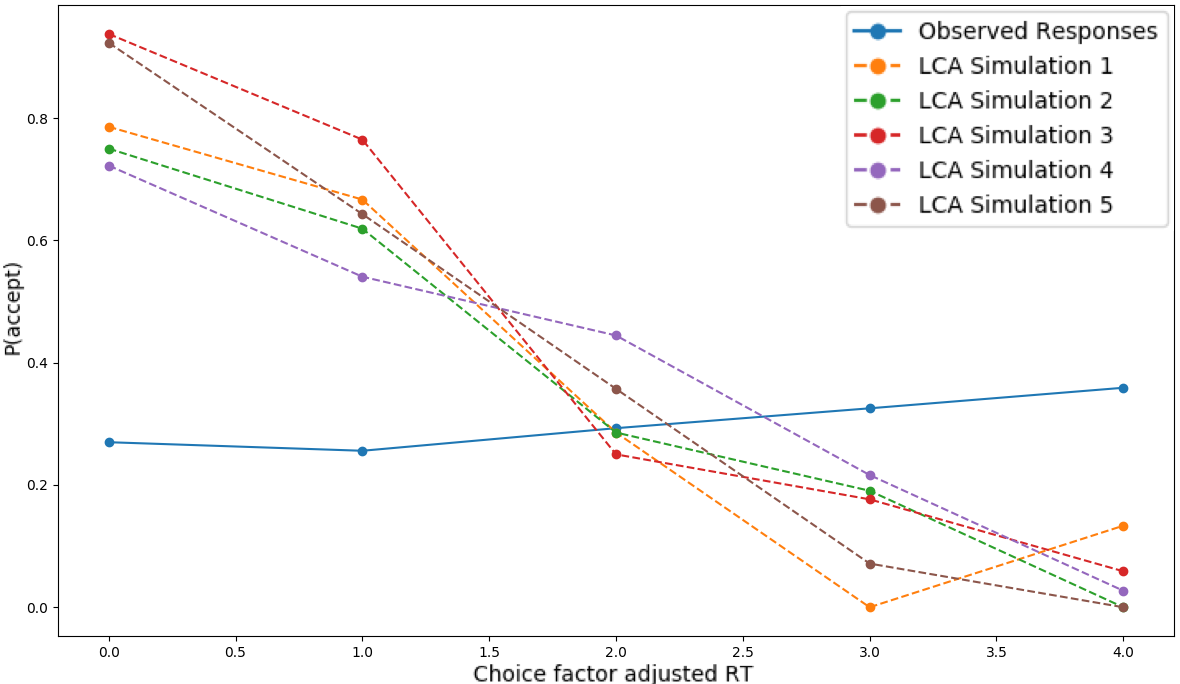 Observed Responses
LCA Simulation 1
LCA Simulation 2
LCA Simulation 3
LCA Simulation 4
LCA Simulation 5
P(accept)
0.8
0.6
0.4
0.2
0.0
0.0 0.5 1.0 1.5 2.0 2.5 3.0 3.5 4.0
Choice factor adjusted RT